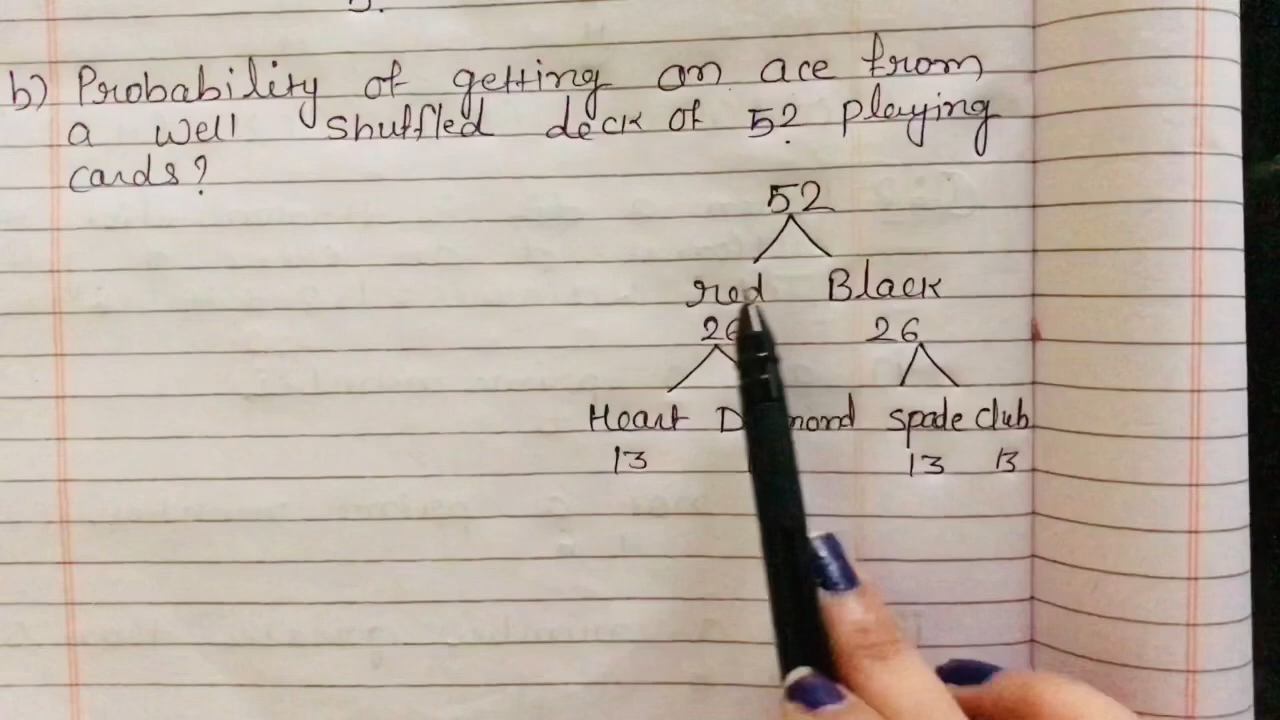 b) Probability of getting an ace from
a well shuffled deck of 52 playing
cards?
52
red Black
26
Heart spade club
13 13 13